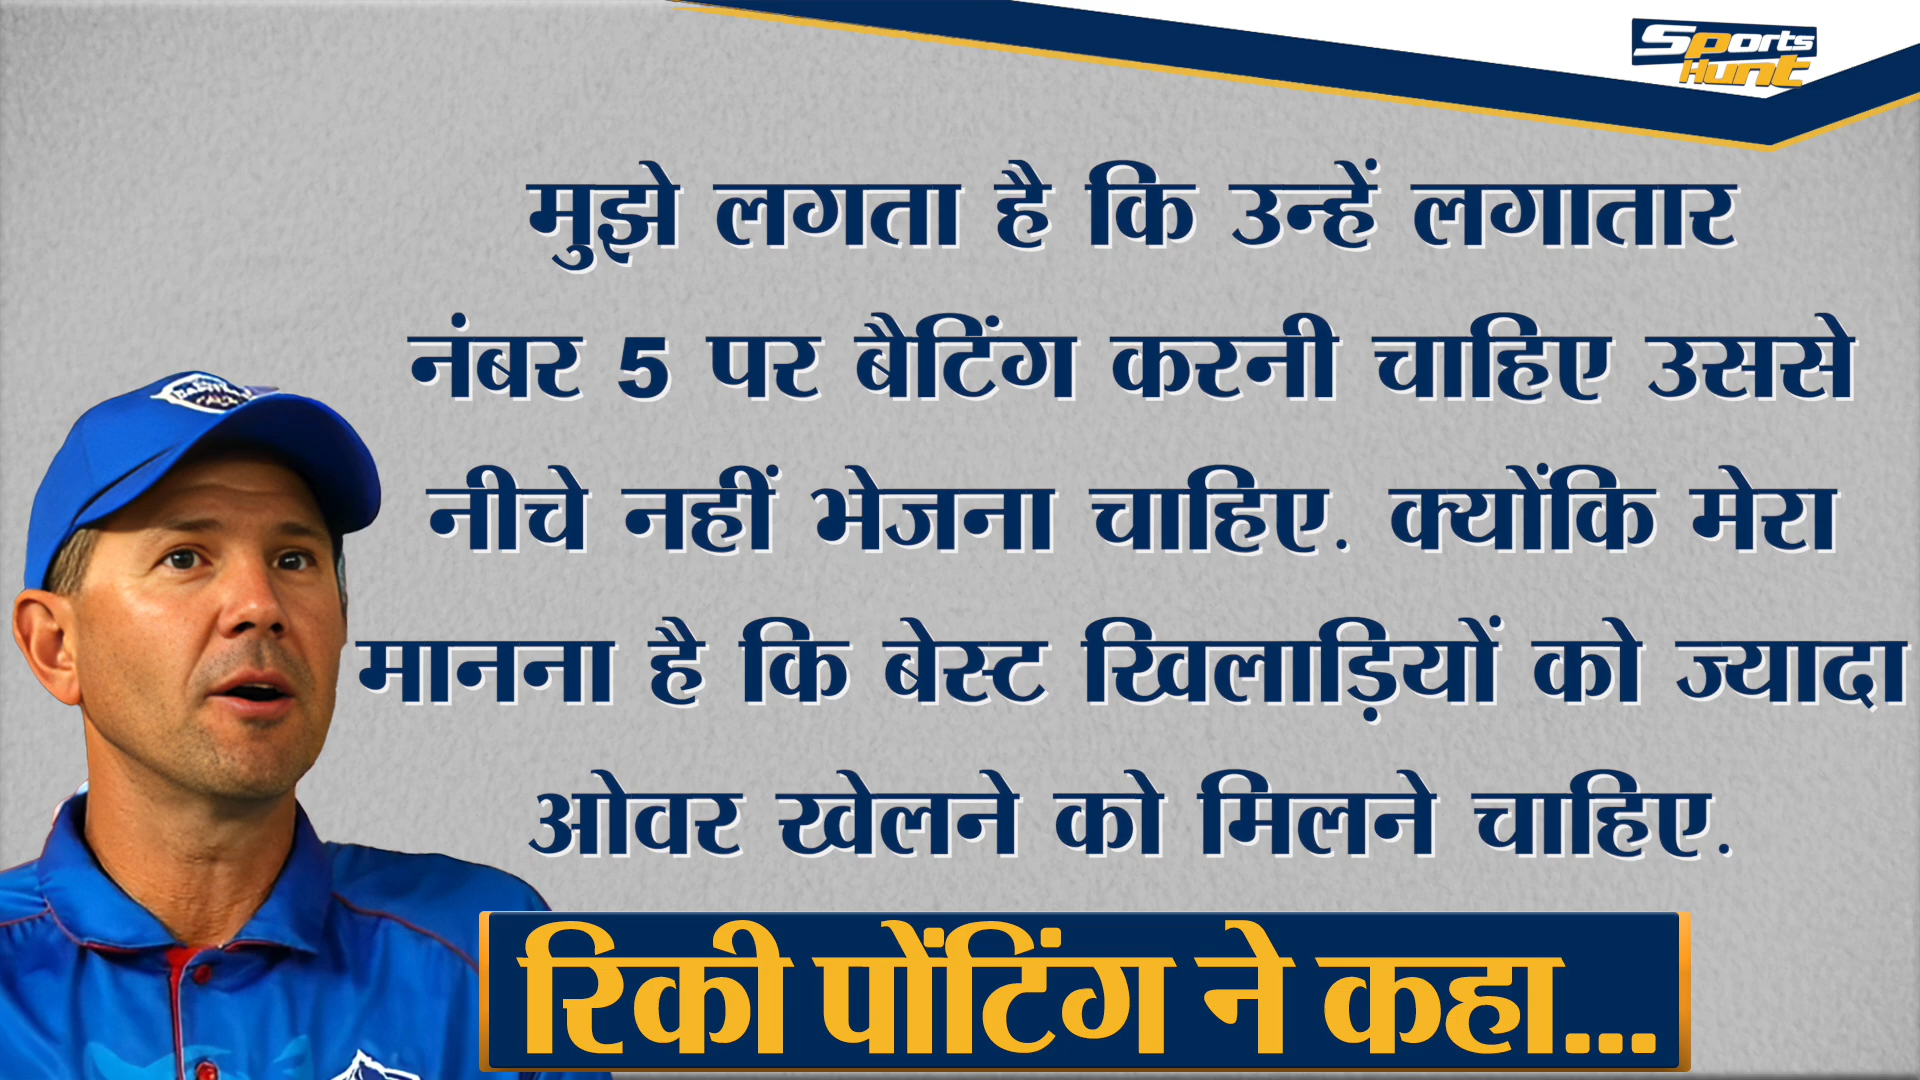 Sports
Hunt
मुझे लगता है कि उन्हें लगातार
नंबर 5 पर बैटिंग करनी चाहिए उससे
नीचे नहीं भेजना चाहिए. क्योंकि मेरा
मानना है कि बेस्ट खिलाड़ियों को ज्यादा
ओवर खेलने को मिलने चाहिए.
रिकी पोंटिंग ने कहा...